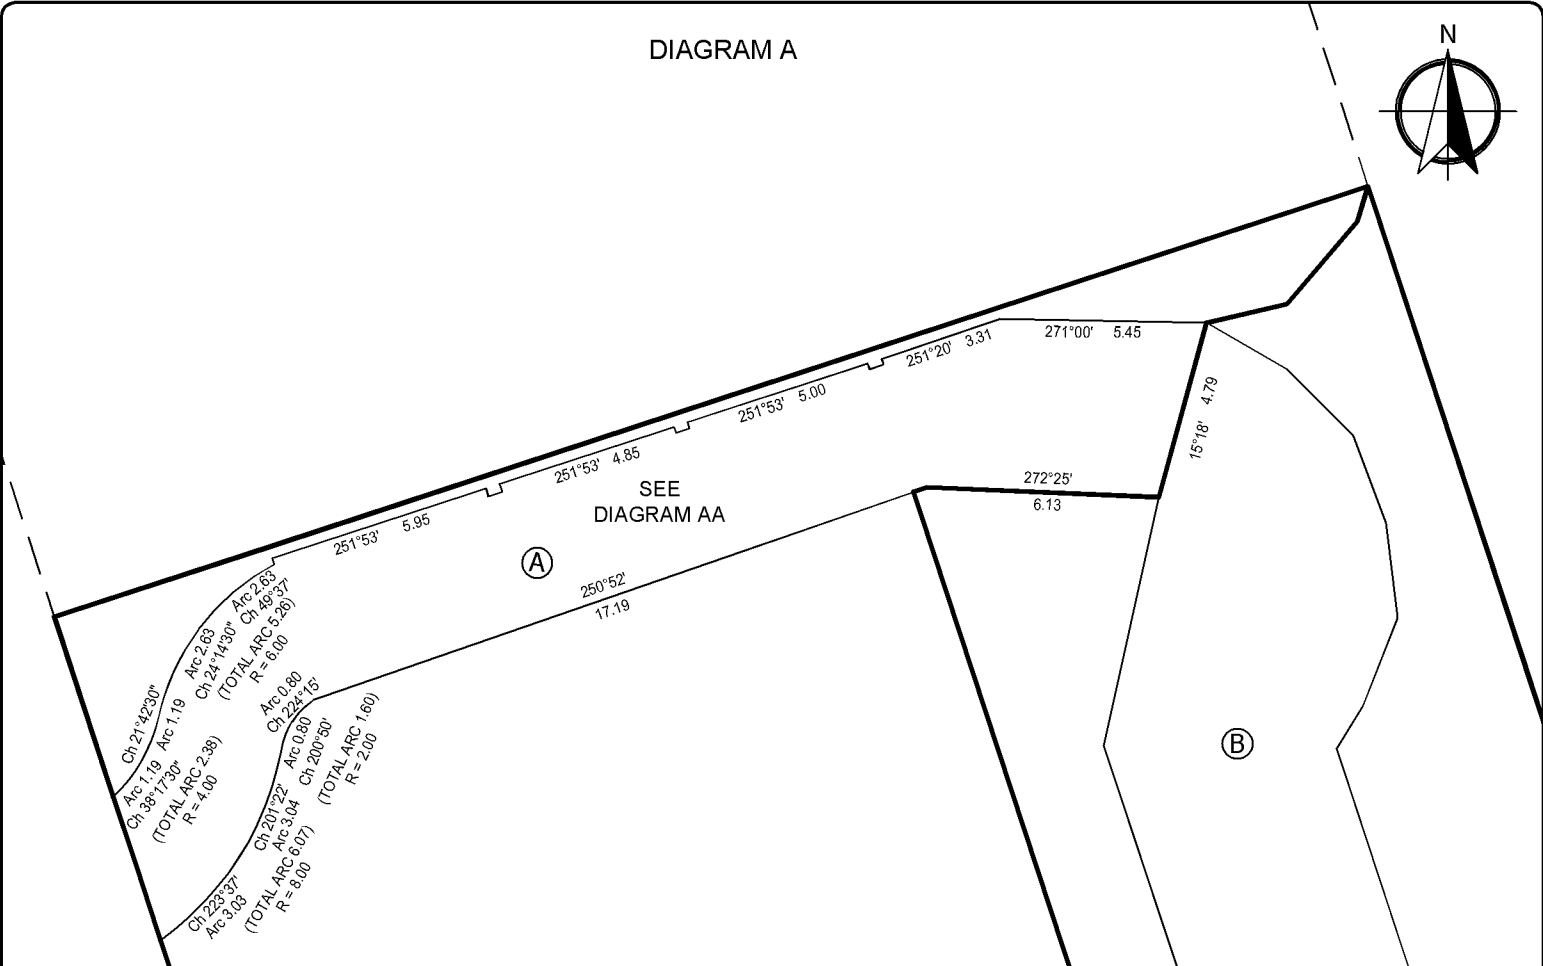 DIAGRAM A
N
271°00' 5.45
251°20' 3.31
251°53' 5.00
15°18' 4.79
251°53' 4.85
272°25'
6.13
SEE
DIAGRAM AA
251°53' 5.95
A
250°52'
17.19
Arc 2.63
Ch 49°37'
Arc 2.63
Ch 24°14'30"
(TOTAL ARC 5.26)
R = 6.00
Ch 21°42'30"
Arc 1.19
Arc 1.19
Ch 38°17'30"
(TOTAL ARC 2.38)
R = 4.00
Arc 0.80
Ch 224°15'
Arc 0.80
Ch 200°50'
(TOTAL ARC 1.60)
R = 2.00
B
Ch 201°22'
Arc 3.04
(TOTAL ARC 6.07)
R = 8.00
Ch 223°37'
Arc 3.03